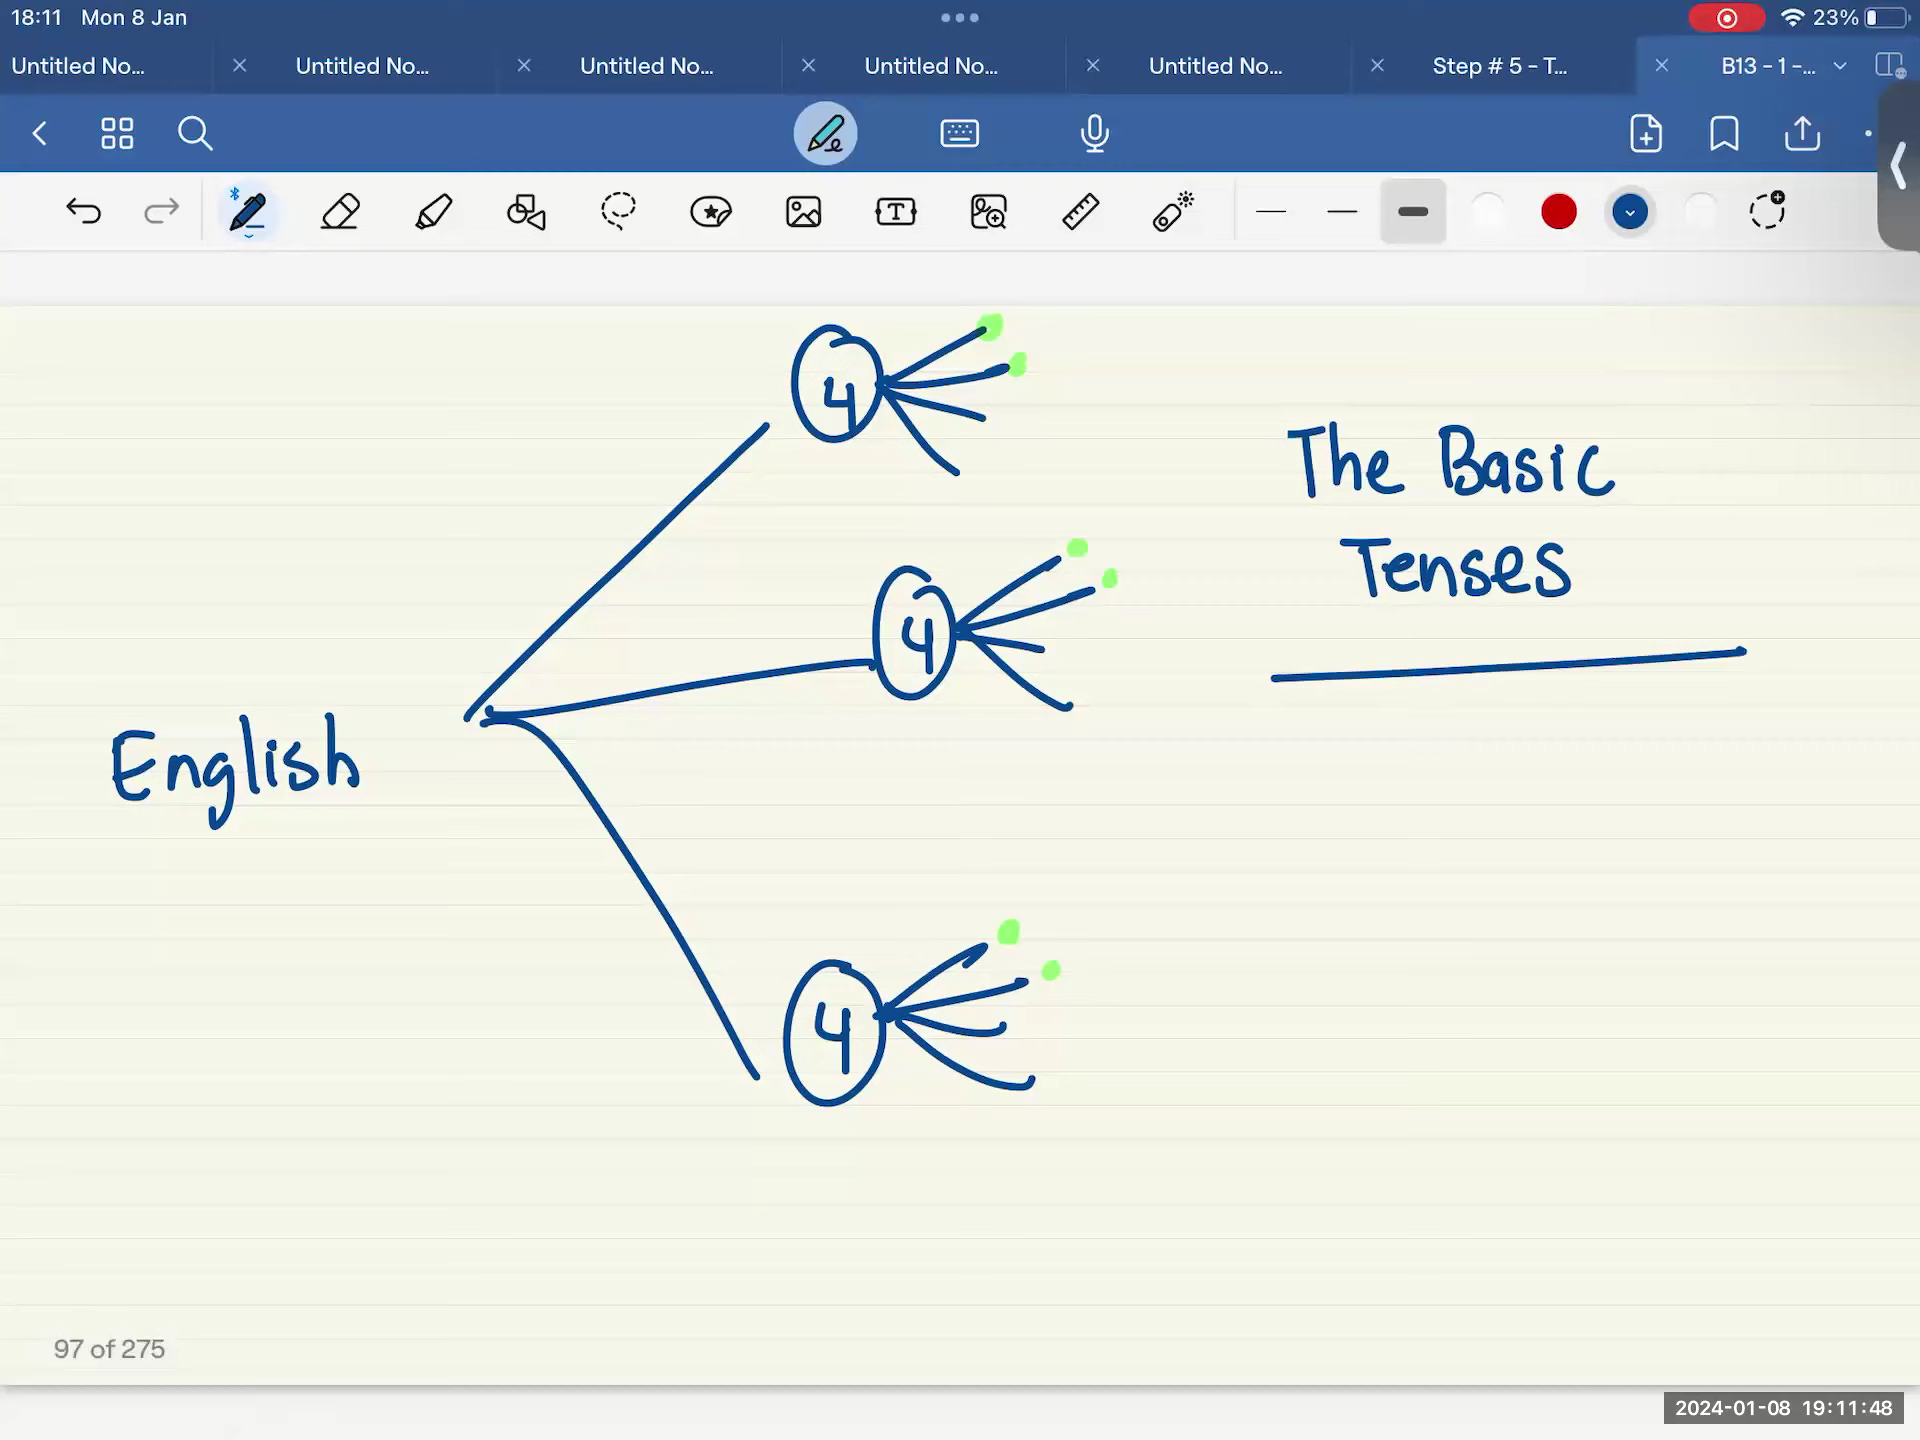 18:11 Mon 8 Jan
23%
Untitled No...
Untitled No...
Untitled No...
Untitled No...
Untitled No...
Step # 5 - T...
B13 - 1 -...
4
The Basic
Tenses
4
English
4
97 of 275
2024-01-08 19:11:48